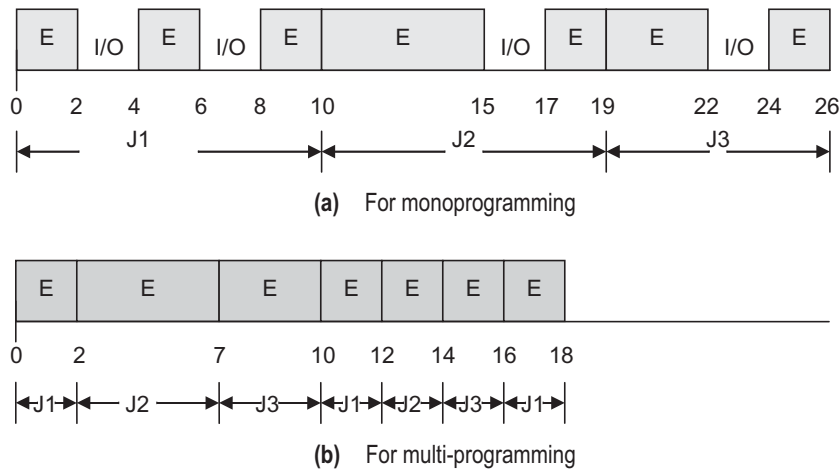 E I/O E I/O E E I/O E E I/O E
0 2 4 6 8 10 15 17 19 22 24 26
J1 J2 J3
(a) For monoprogramming
E E E E E E E
0 2 7 10 12 14 16 18
J1 J2 J3 J1 J2 J3 J1
(b) For multi-programming